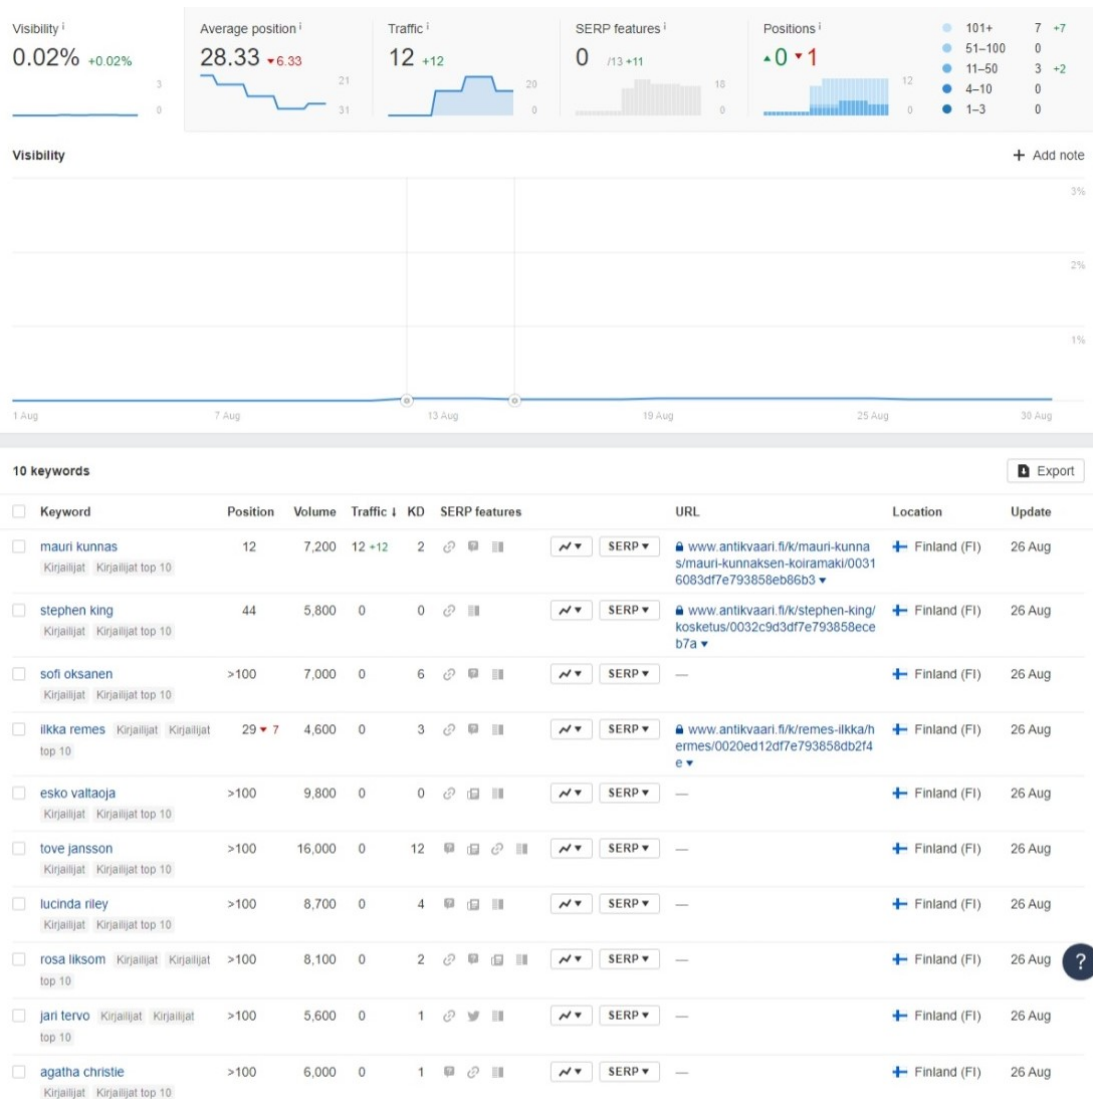 Visibility i
0.02% +0.02%
3
0
Average position i
28.33 ▼6.33
21
31
Traffic i
12 +12
20
0
SERP features i
0 /13 +11
18
0
Positions i
▲0 ▼1
12
0
101+ 7 +7
51–100 0
11–50 3 +2
4–10 0
1–3 0
Visibility
+ Add note
3%
2%
1%
1 Aug 7 Aug 13 Aug 19 Aug 25 Aug 30 Aug
10 keywords
Export
Keyword Position Volume Traffic ↓ KD SERP features URL Location Update
mauri kunnas 12 7,200 12 +12 2 SERP ▼ www.antikvaari.fi/k/mauri-kunna Finland (FI) 26 Aug
Kirjailijat Kirjailijat top 10 s/mauri-kunnaksen-koiramaki/0031
6083df7e793858eb86b3 ▼
stephen king 44 5,800 0 0 SERP ▼ www.antikvaari.fi/k/stephen-king/ Finland (FI) 26 Aug
Kirjailijat Kirjailijat top 10 kosketus/0032c9d3df7e793858ece
b7a ▼
sofi oksanen >100 7,000 0 6 SERP ▼ — Finland (FI) 26 Aug
Kirjailijat Kirjailijat top 10
ilkka remes Kirjailijat Kirjailijat 29 ▼ 7 4,600 0 3 SERP ▼ www.antikvaari.fi/k/remes-ilkka/h Finland (FI) 26 Aug
top 10 ermes/0020ed12df7e793858db2f4
e ▼
esko valtaoja >100 9,800 0 0 SERP ▼ — Finland (FI) 26 Aug
Kirjailijat Kirjailijat top 10
tove jansson >100 16,000 0 12 SERP ▼ — Finland (FI) 26 Aug
Kirjailijat Kirjailijat top 10
lucinda riley >100 8,700 0 4 SERP ▼ — Finland (FI) 26 Aug
Kirjailijat Kirjailijat top 10
rosa liksom Kirjailijat Kirjailijat >100 8,100 0 2 SERP ▼ — Finland (FI) 26 Aug ?
top 10
jari tervo Kirjailijat Kirjailijat >100 5,600 0 1 SERP ▼ — Finland (FI) 26 Aug
top 10
agatha christie >100 6,000 0 1 SERP ▼ — Finland (FI) 26 Aug
Kirjailijat Kirjailijat top 10